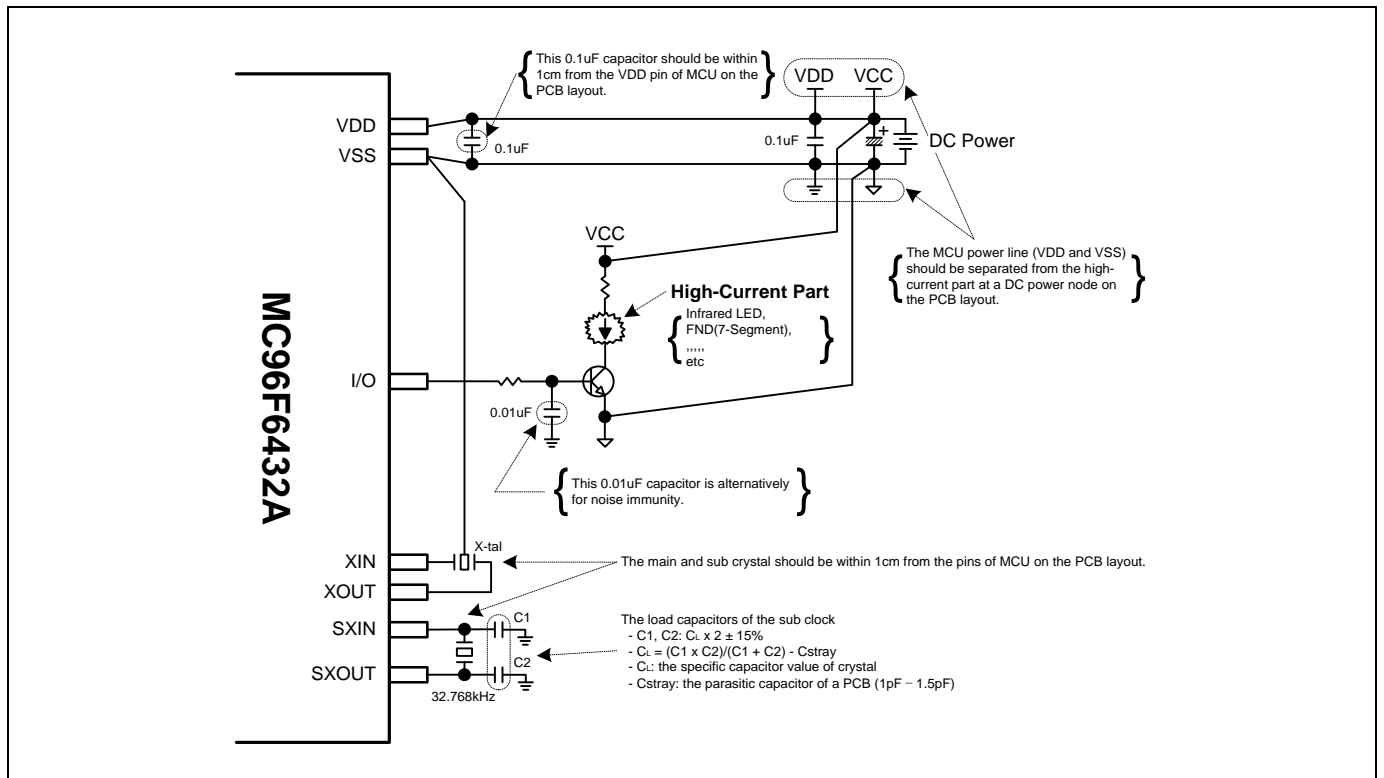 This 0.1uF capacitor should be within
1cm from the VDD pin of MCU on the
PCB layout.
VDD VCC
VDD
VSS
0.1uF
0.1uF
+
DC Power
The MCU power line (VDD and VSS)
should be separated from the high-
current part at a DC power node on
the PCB layout.
VCC
High-Current Part
Infrared LED,
FND(7-Segment),
,,,,,
etc
MC96F6432A
I/O
0.01uF
This 0.01uF capacitor is alternatively
for noise immunity.
X-tal
XIN
XOUT
The main and sub crystal should be within 1cm from the pins of MCU on the PCB layout.
SXIN
SXOUT
C1
C2
32.768kHz
The load capacitors of the sub clock
- C1, C2: CL x 2 ± 15%
- CL = (C1 x C2)/(C1 + C2) - Cstray
- CL: the specific capacitor value of crystal
- Cstray: the parasitic capacitor of a PCB (1pF – 1.5pF)